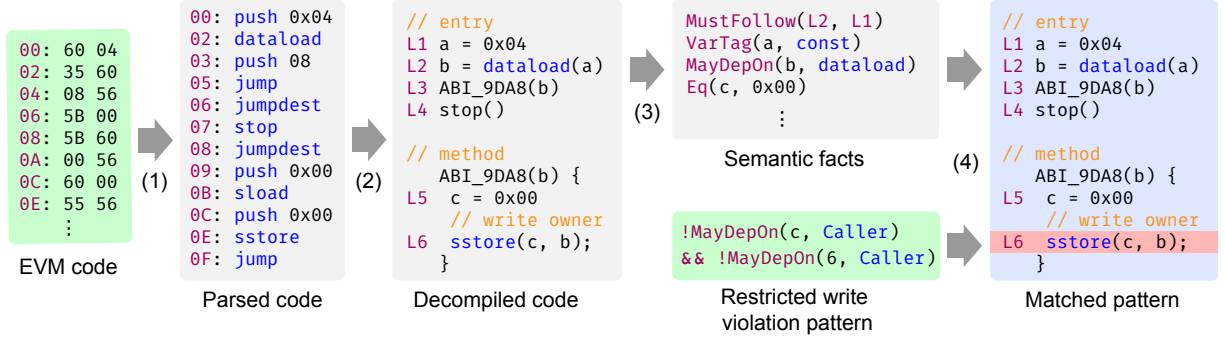 00: 60 04
02: 35 60
04: 08 56
06: 5B 00
08: 5B 60
0A: 00 56
0C: 60 00
0E: 55 56
⋮
EVM code
(1)
00: push 0x04
02: dataload
03: push 08
05: jump
06: jumpdest
07: stop
08: jumpdest
09: push 0x00
0B: sload
0C: push 0x00
0E: sstore
0F: jump
Parsed code
(2)
// entry
L1 a = 0x04
L2 b = dataload(a)
L3 ABI_9DA8(b)
L4 stop()
// method
ABI_9DA8(b) {
L5 c = 0x00
// write owner
L6 sstore(c, b);
}
Decompiled code
(3)
MustFollow(L2, L1)
VarTag(a, const)
MayDepOn(b, dataload)
Eq(c, 0x00)
⋮
Semantic facts
!MayDepOn(c, Caller)
&& !MayDepOn(6, Caller)
Restricted write
violation pattern
(4)
// entry
L1 a = 0x04
L2 b = dataload(a)
L3 ABI_9DA8(b)
L4 stop()
// method
ABI_9DA8(b) {
L5 c = 0x00
// write owner
L6 sstore(c, b);
}
Matched pattern